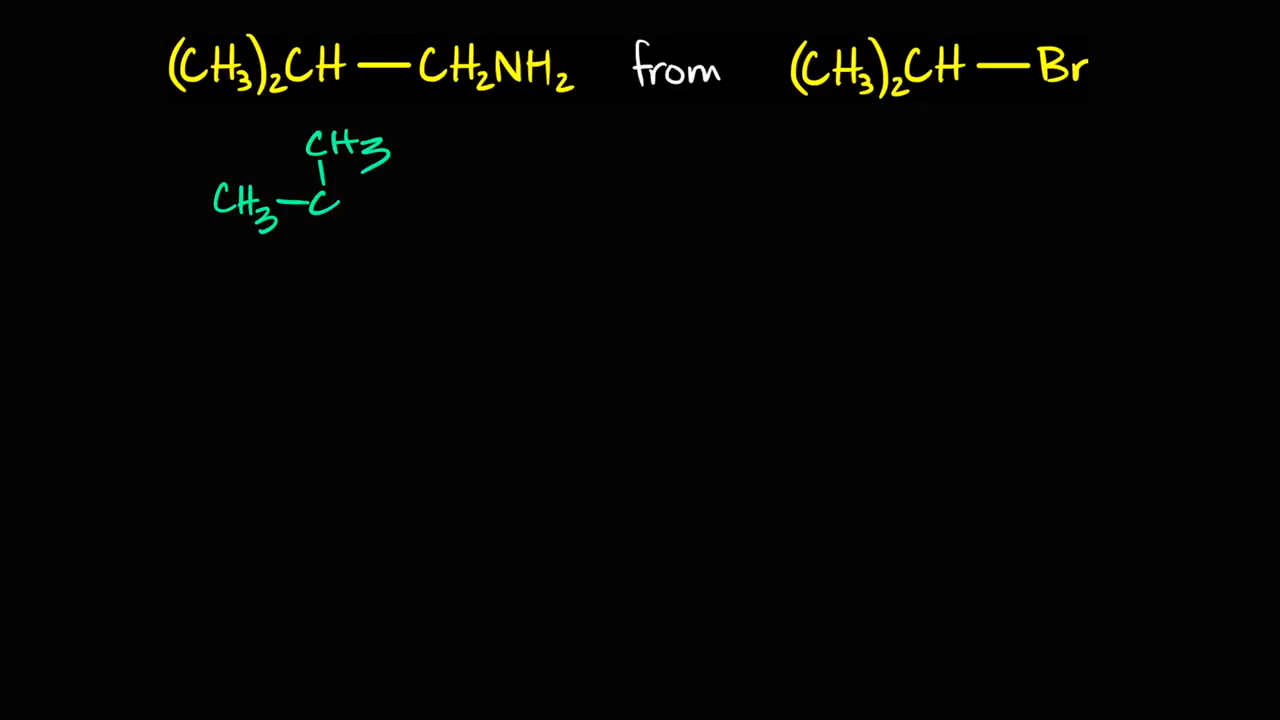 (CH₃)₂CH — CH₂NH₂ from (CH₃)₂CH — Br
CH₃
CH₃ — C